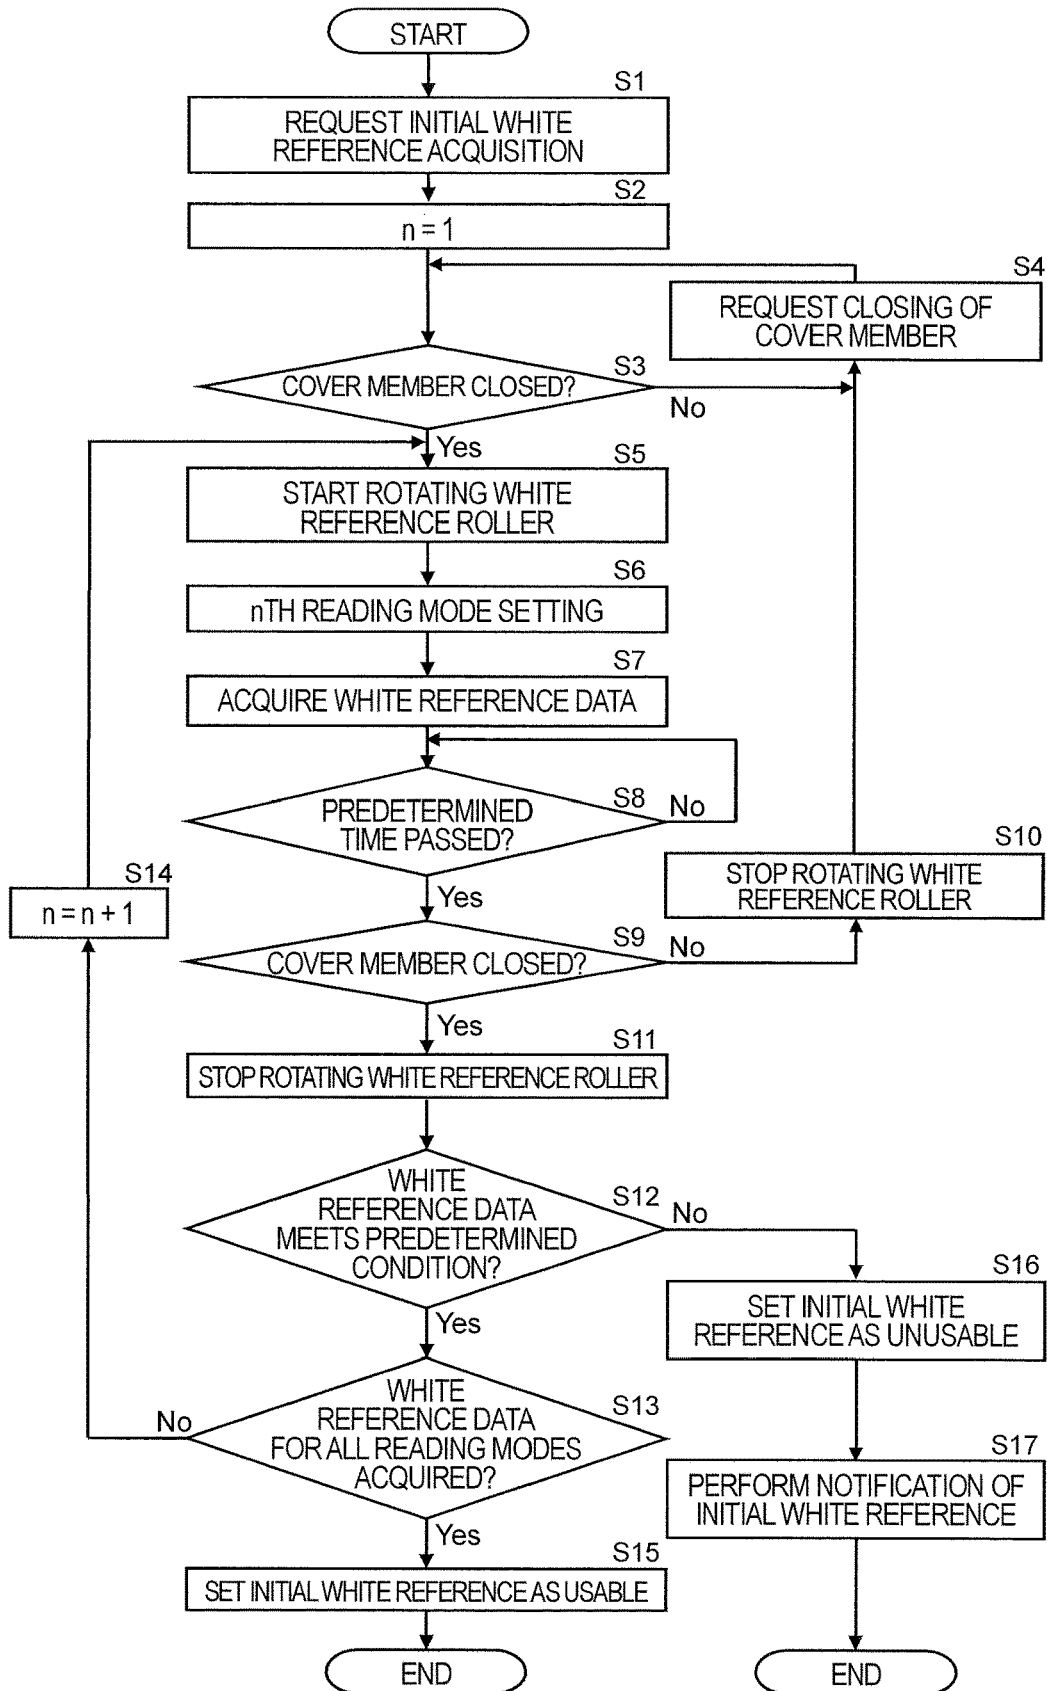 START
S1
REQUEST INITIAL WHITE
REFERENCE ACQUISITION
S2
n = 1
S4
REQUEST CLOSING OF
COVER MEMBER
S3
COVER MEMBER CLOSED?
No
Yes
S5
START ROTATING WHITE
REFERENCE ROLLER
S6
nTH READING MODE SETTING
S7
ACQUIRE WHITE REFERENCE DATA
S8
PREDETERMINED
TIME PASSED?
No
Yes
S10
STOP ROTATING WHITE
REFERENCE ROLLER
S14
n = n + 1
S9
COVER MEMBER CLOSED?
No
Yes
S11
STOP ROTATING WHITE REFERENCE ROLLER
S12
WHITE
REFERENCE DATA
MEETS PREDETERMINED
CONDITION?
No
Yes
S16
SET INITIAL WHITE
REFERENCE AS UNUSABLE
S13
WHITE
REFERENCE DATA
FOR ALL READING MODES
ACQUIRED?
No
Yes
S17
PERFORM NOTIFICATION OF
INITIAL WHITE REFERENCE
S15
SET INITIAL WHITE REFERENCE AS USABLE
END
END